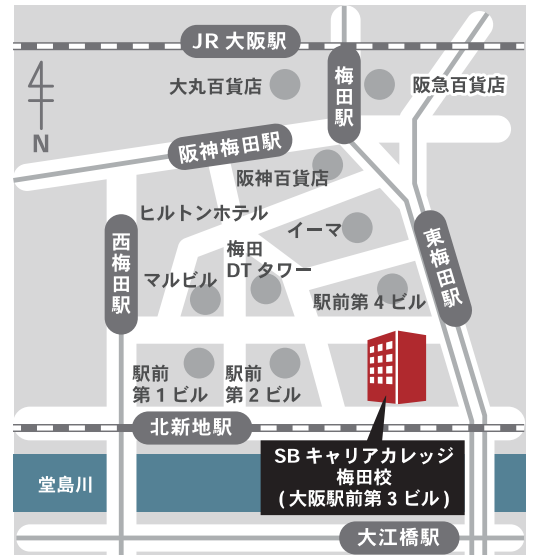 JR 大阪駅
大丸百貨店
梅田駅
阪急百貨店
N
阪神梅田駅
阪神百貨店
ヒルトンホテル
イーマ
西梅田駅
梅田
DT タワー
東梅田駅
マルビル
駅前第 4 ビル
駅前
第 1 ビル
駅前
第 2 ビル
北新地駅
SB キャリアカレッジ
梅田校
( 大阪駅前第 3 ビル )
堂島川
大江橋駅